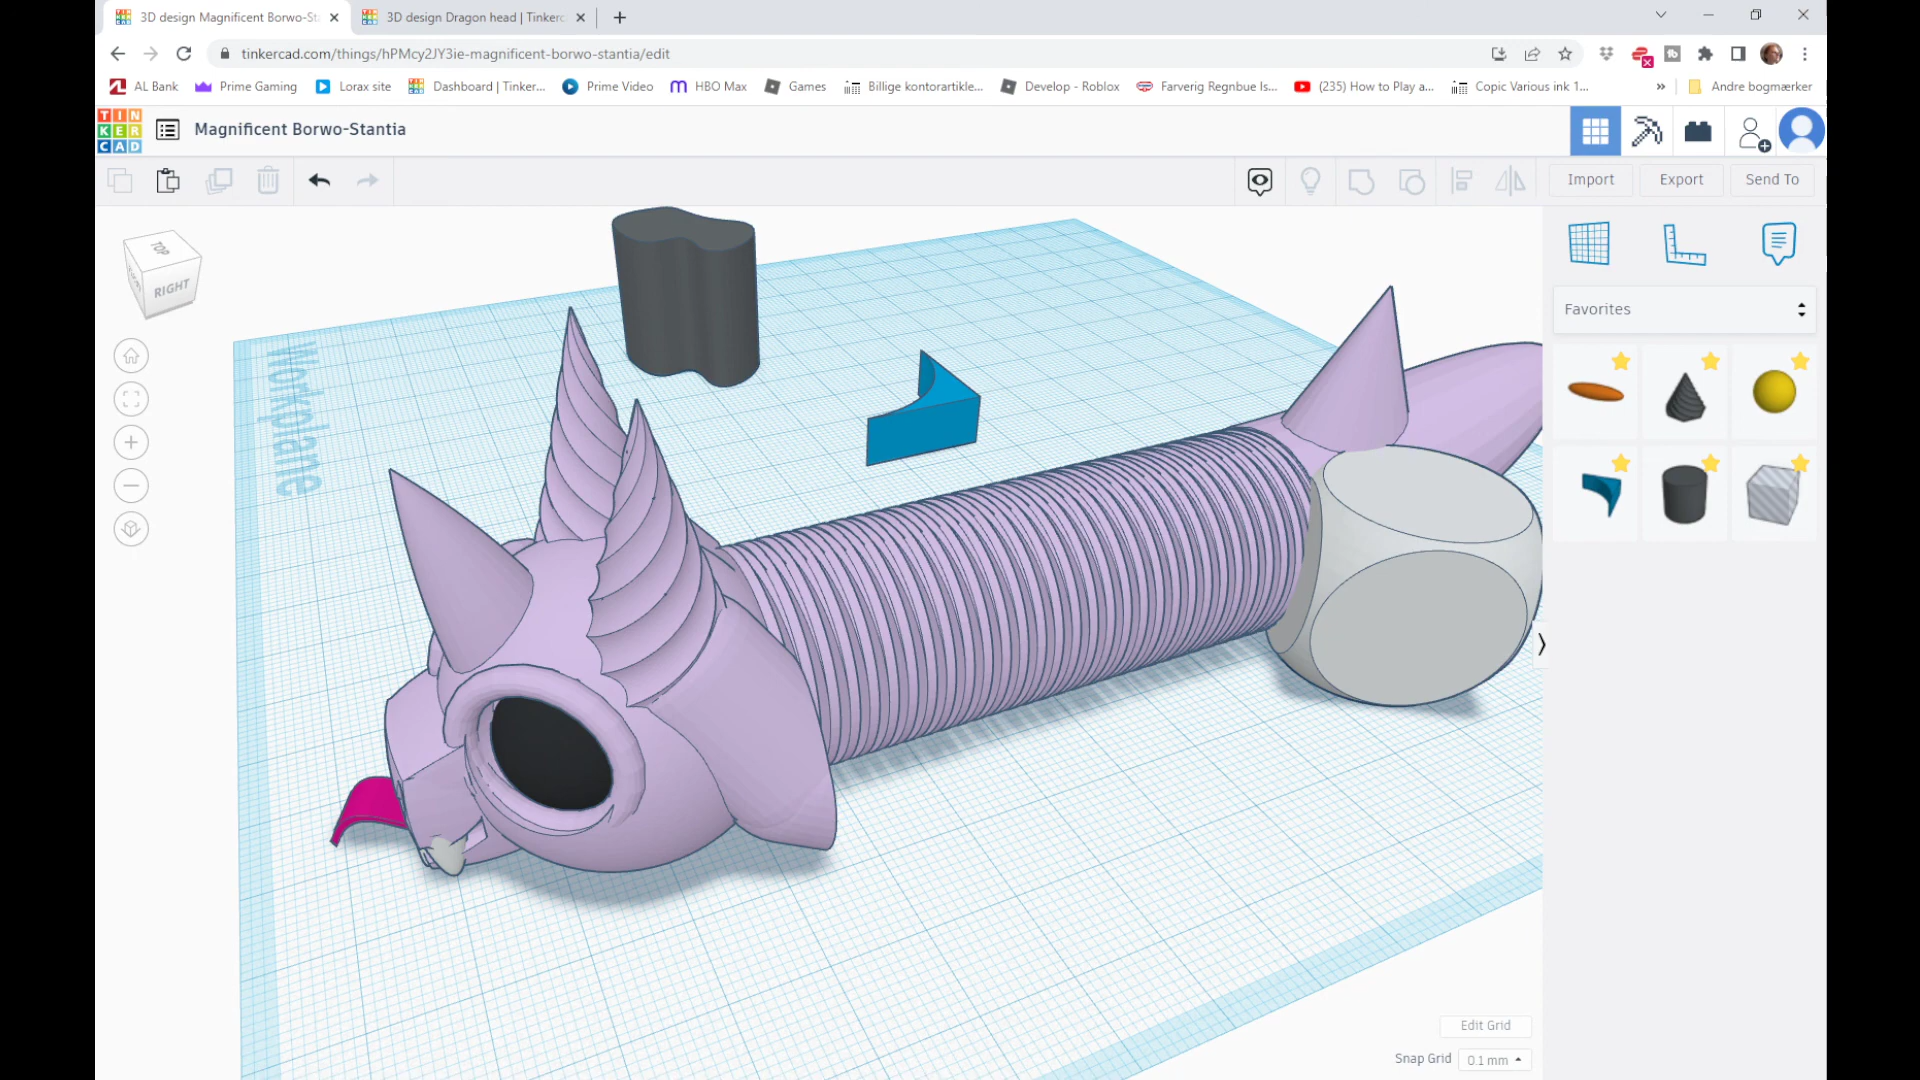 3D design Magnificent Borwo-St
3D design Dragon head | Tinkerc
tinkercad.com/things/hPMcy2JY3ie-magnificent-borwo-stantia/edit
AL Bank
Prime Gaming
Lorax site
Dashboard | Tinker...
Prime Video
HBO Max
Games
Billige kontorartikle...
Develop - Roblox
Farverig Regnbue Is...
(235) How to Play a...
Copic Various ink 1...
»
Andre bogmærker
TIN
KER
CAD
Magnificent Borwo-Stantia
Import
Export
Send To
TOP
RIGHT
Workplane
Favorites
Edit Grid
Snap Grid
0.1 mm